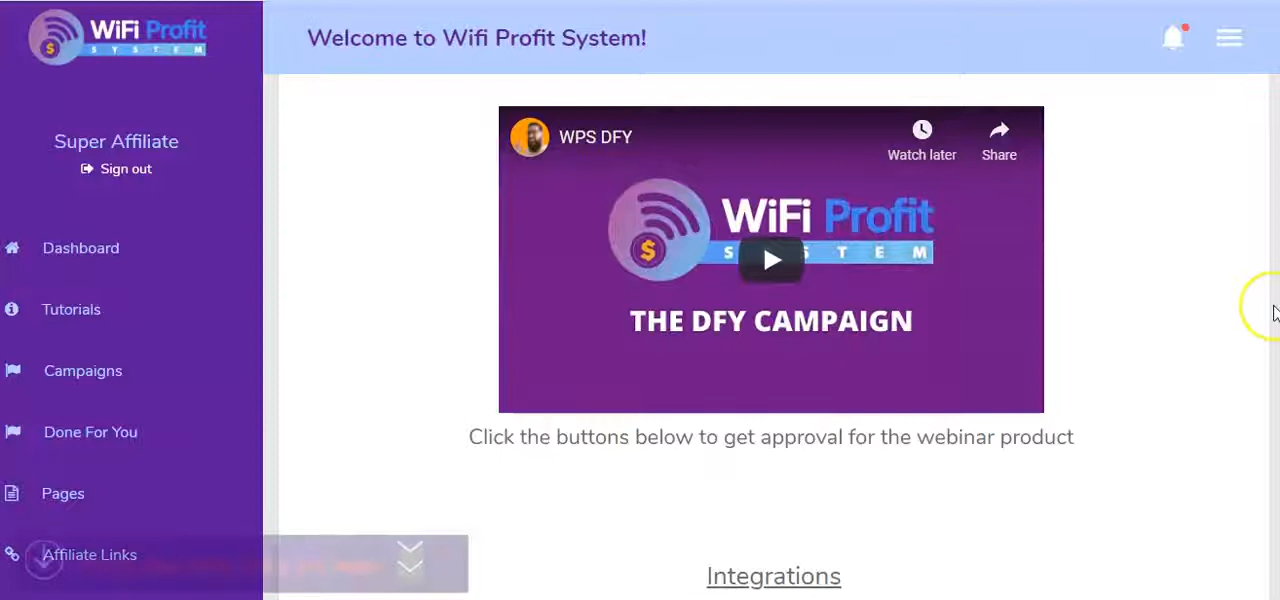 WiFi Profit
SYSTEM
Welcome to Wifi Profit System!
Super Affiliate
Sign out
Dashboard
Tutorials
Campaigns
Done For You
Pages
Affiliate Links
WPS DFY
Watch later
Share
WiFi Profit
S T E M
THE DFY CAMPAIGN
Click the buttons below to get approval for the webinar product
Integrations